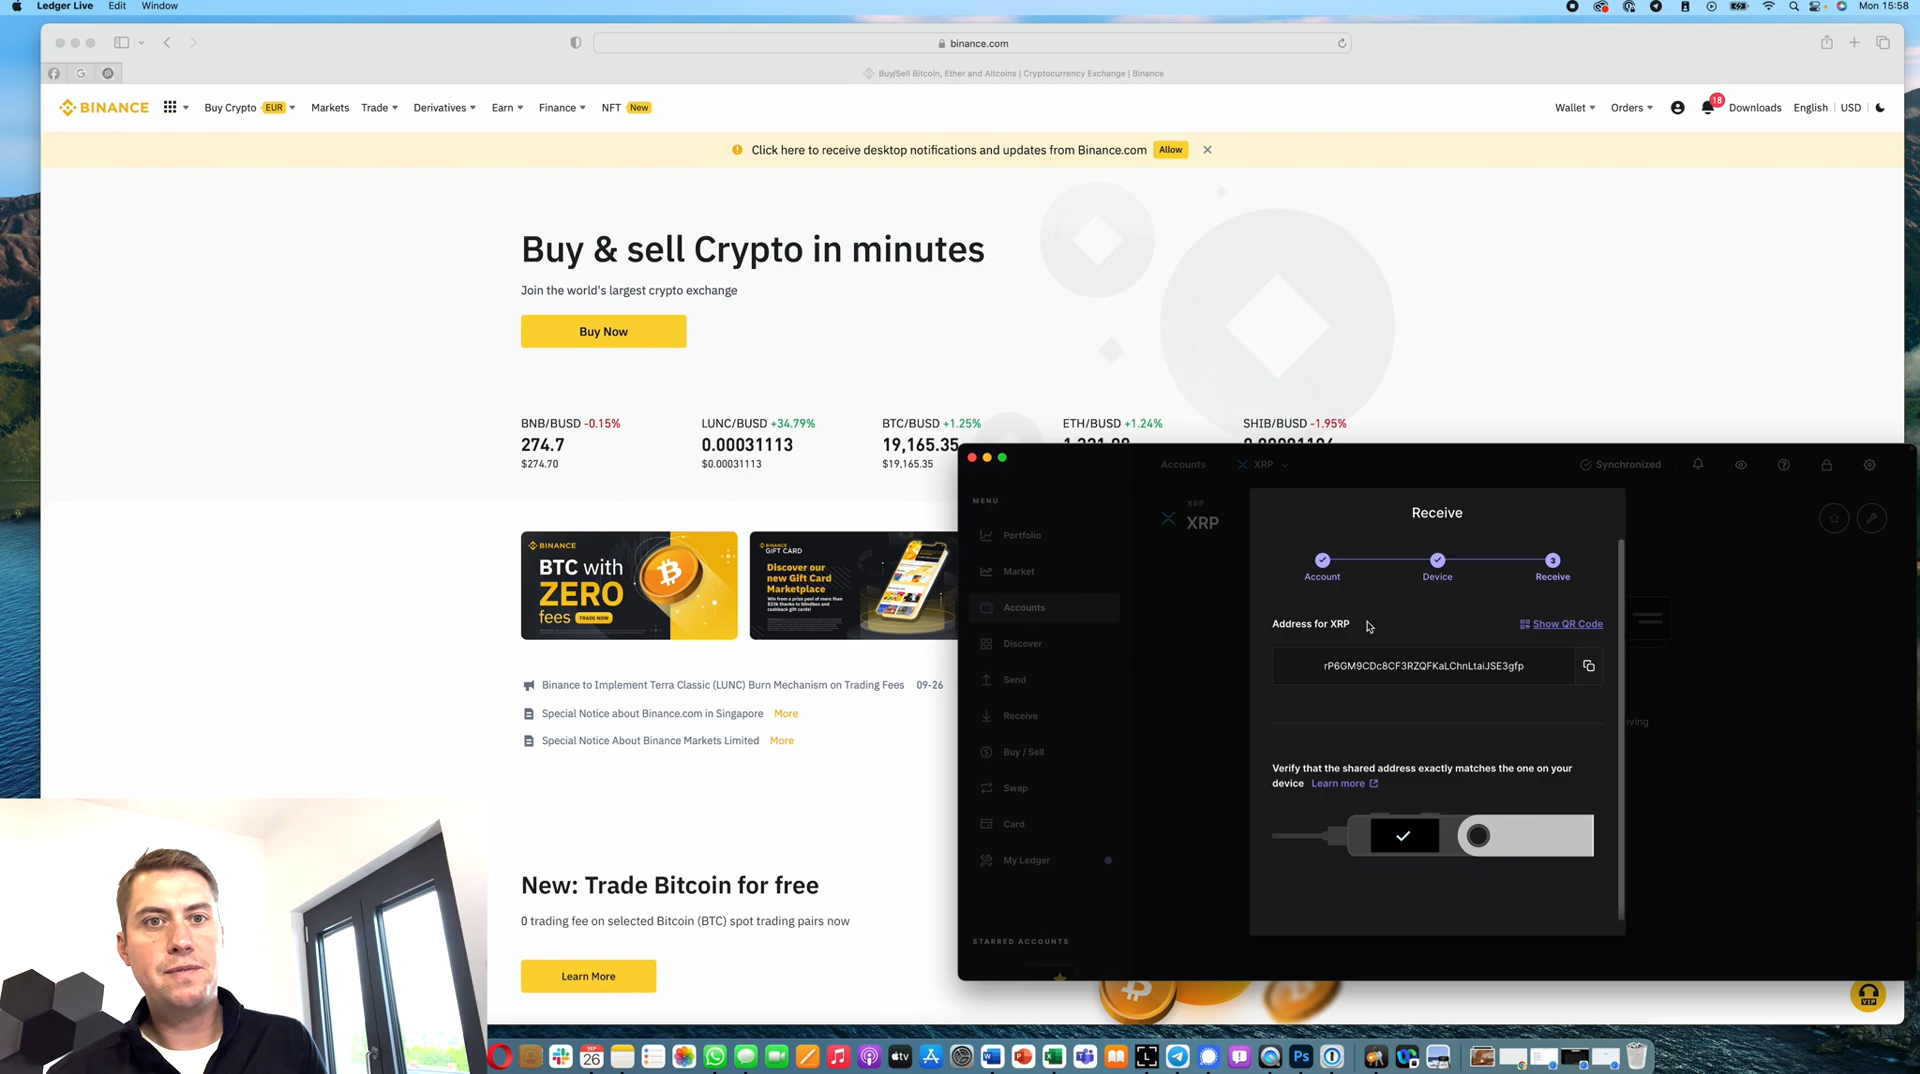 Ledger Live Edit Window
Mon 15:58
binance.com
Buy/Sell Bitcoin, Ether and Altcoins | Cryptocurrency Exchange | Binance
BINANCE Buy Crypto EUR Markets Trade Derivatives Earn Finance NFT New
Wallet Orders 18 Downloads English USD
Click here to receive desktop notifications and updates from Binance.com Allow
Buy & sell Crypto in minutes
Join the world's largest crypto exchange
Buy Now
BNB/BUSD -0.15% LUNC/BUSD +34.79% BTC/BUSD +1.25% ETH/BUSD +1.24% SHIB/BUSD -1.95%
274.7 0.00031113 19,165.35
$274.70 $0.00031113 $19,165.35
BINANCE
BTC with
ZERO
fees TRADE NOW
BINANCE
GIFT CARD
Discover our
new Gift Card
Marketplace
Binance to Implement Terra Classic (LUNC) Burn Mechanism on Trading Fees 09-26
Special Notice about Binance.com in Singapore More
Special Notice About Binance Markets Limited More
New: Trade Bitcoin for free
0 trading fee on selected Bitcoin (BTC) spot trading pairs now
Learn More
Accounts XRP
Synchronized
MENU
Portfolio
Market
Accounts
Discover
Send
Receive
Buy / Sell
Swap
Card
My Ledger
STARRED ACCOUNTS
XRP
XRP
Receive
3
Account Device Receive
Address for XRP
Show QR Code
rP6GM9CDc8CF3RZQFKaLChnLtaiJSE3gfp
Verify that the shared address exactly matches the one on your
device Learn more
VIP
SEP
26